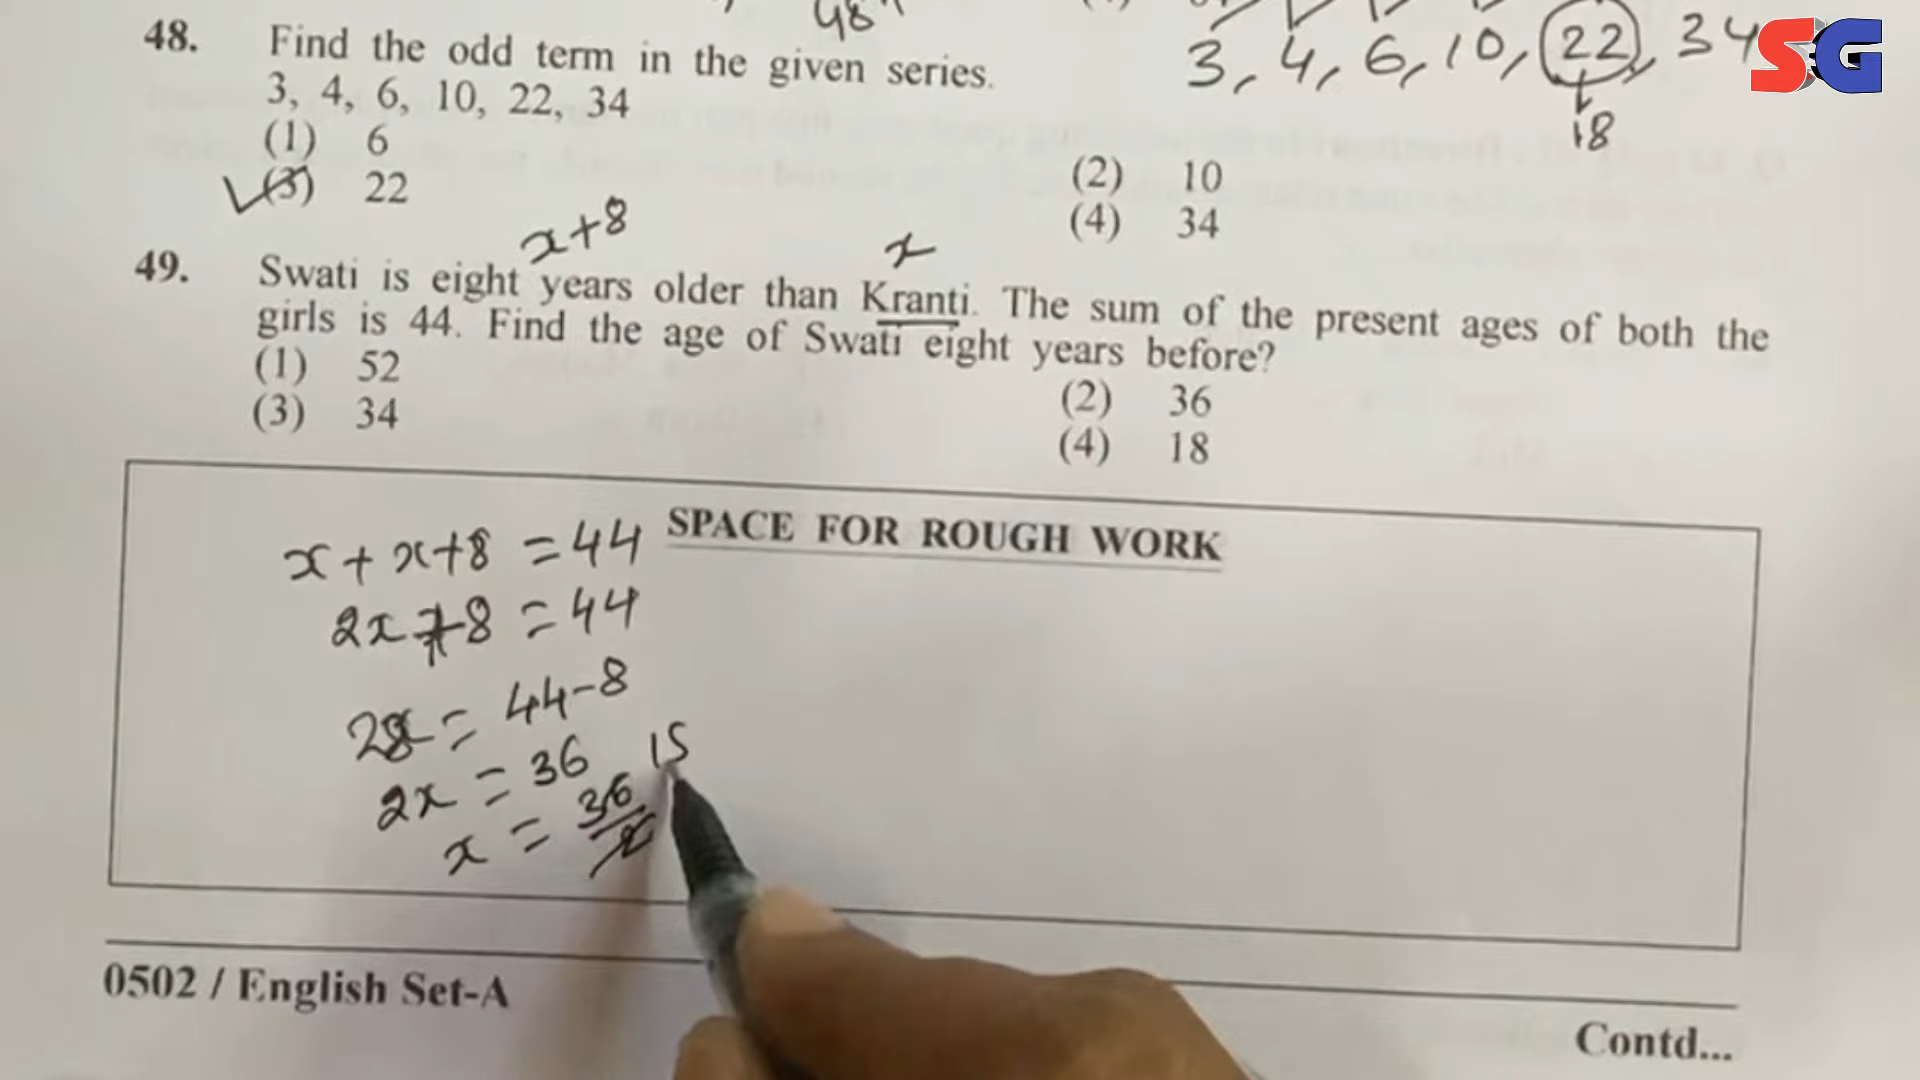 48"
3, 4, 6, 10, 22, 34
18
SG
48. Find the odd term in the given series.
3, 4, 6, 10, 22, 34
(1) 6
(2) 10
(3) 22
(4) 34
x+8
x
49. Swati is eight years older than Kranti. The sum of the present ages of both the
girls is 44. Find the age of Swati eight years before?
(1) 52
(2) 36
(3) 34
(4) 18
SPACE FOR ROUGH WORK
x + x+8 = 44
2x+8 = 44
2x = 44-8
2x = 36
x = 36/2
0502 / English Set-A
Contd...